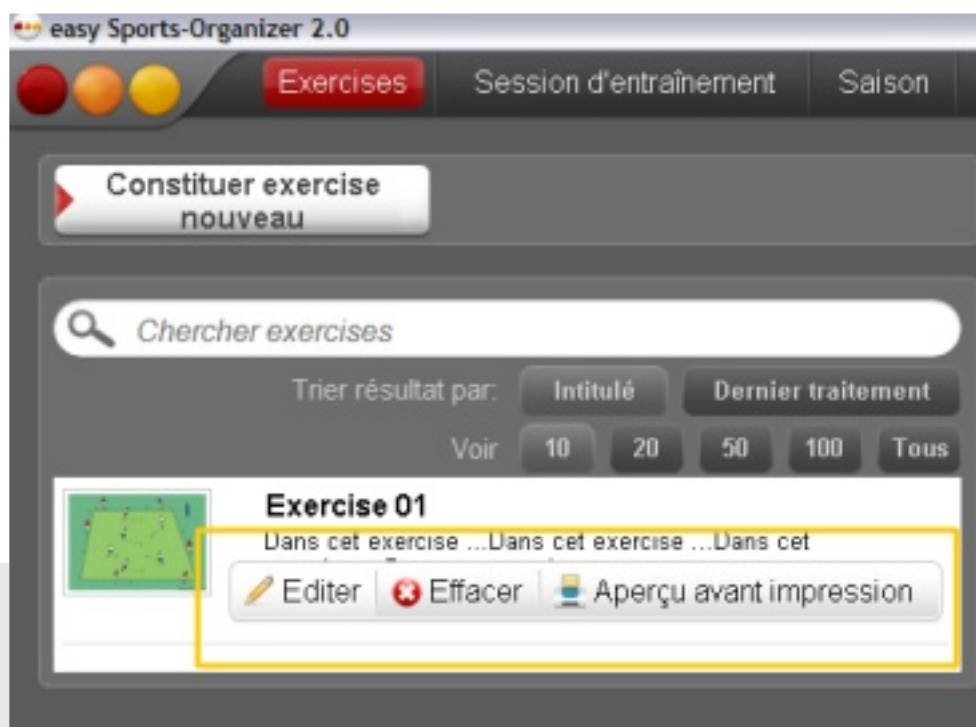 easy Sports-Organizer 2.0
Exercises Session d'entraînement Saison
Constituer exercise
nouveau
Chercher exercises
Trier résultat par: Intitulé Dernier traitement
Voir 10 20 50 100 Tous
Exercise 01
Dans cet exercise ...Dans cet exercise ...Dans cet
Editer Effacer Aperçu avant impression